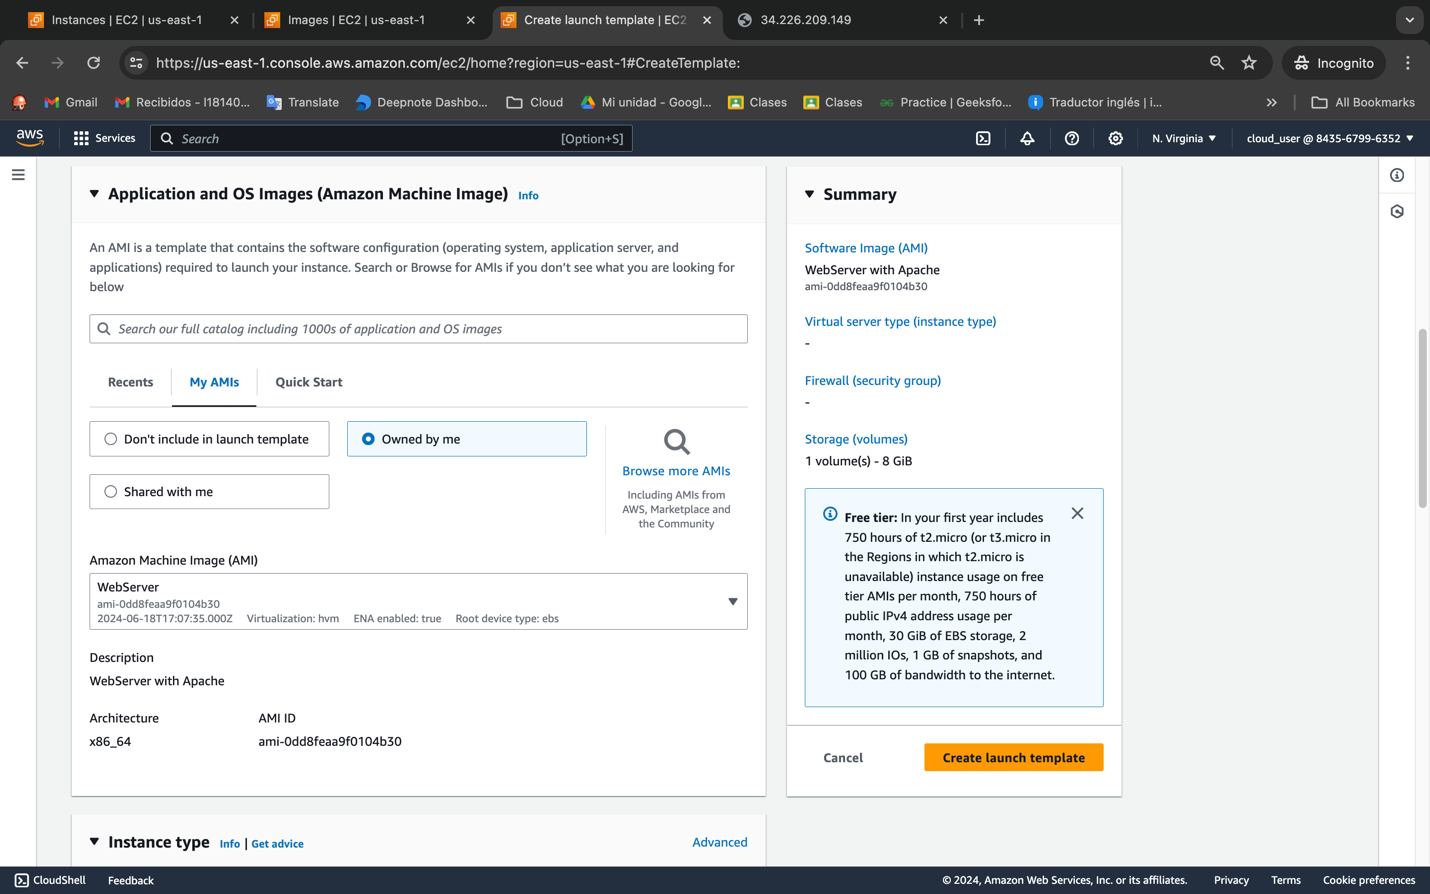 Instances | EC2 | us-east-1
Images | EC2 | us-east-1
Create launch template | EC2
34.226.209.149
https://us-east-1.console.aws.amazon.com/ec2/home?region=us-east-1#CreateTemplate:
Incognito
Gmail
Recibidos - l18140...
Translate
Deepnote Dashbo...
Cloud
Mi unidad - Googl...
Clases
Clases
Practice | Geeksfo...
Traductor inglés | i...
All Bookmarks
aws
Services
Search
[Option+S]
N. Virginia
cloud_user @ 8435-6799-6352
Application and OS Images (Amazon Machine Image) Info
An AMI is a template that contains the software configuration (operating system, application server, and
applications) required to launch your instance. Search or Browse for AMIs if you don't see what you are looking for
below
Search our full catalog including 1000s of application and OS images
Recents
My AMIs
Quick Start
Don't include in launch template
Owned by me
Shared with me
Browse more AMIs
Including AMIs from
AWS, Marketplace and
the Community
Amazon Machine Image (AMI)
WebServer
ami-0dd8feaa9f0104b30
2024-06-18T17:07:35.000Z Virtualization: hvm ENA enabled: true Root device type: ebs
Description
WebServer with Apache
Architecture
AMI ID
x86_64
ami-0dd8feaa9f0104b30
Instance type Info | Get advice
Advanced
Summary
Software Image (AMI)
WebServer with Apache
ami-0dd8feaa9f0104b30
Virtual server type (instance type)
-
Firewall (security group)
-
Storage (volumes)
1 volume(s) - 8 GiB
Free tier: In your first year includes
750 hours of t2.micro (or t3.micro in
the Regions in which t2.micro is
unavailable) instance usage on free
tier AMIs per month, 750 hours of
public IPv4 address usage per
month, 30 GiB of EBS storage, 2
million IOs, 1 GB of snapshots, and
100 GB of bandwidth to the internet.
Cancel
Create launch template
CloudShell
Feedback
© 2024, Amazon Web Services, Inc. or its affiliates.
Privacy
Terms
Cookie preferences